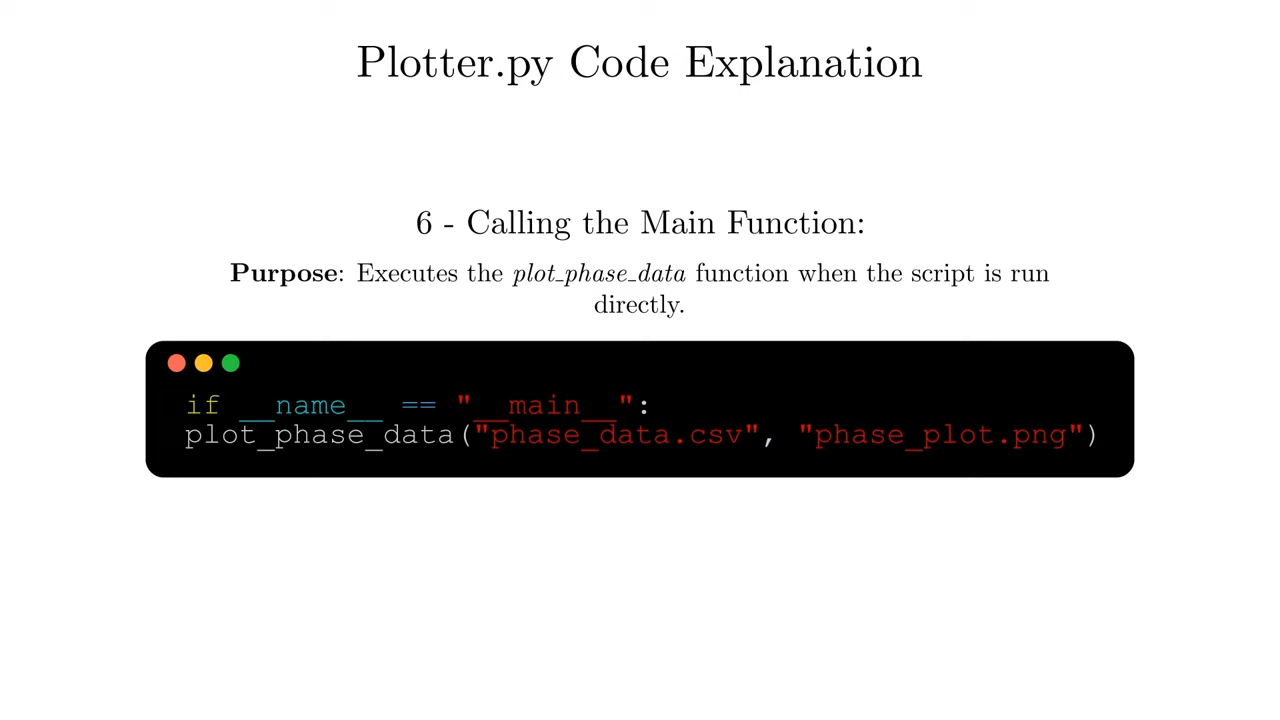 Plotter.py Code Explanation
6 - Calling the Main Function:
Purpose: Executes the plot_phase_data function when the script is run
directly.
if __name__ == "__main__":
plot_phase_data("phase_data.csv", "phase_plot.png")